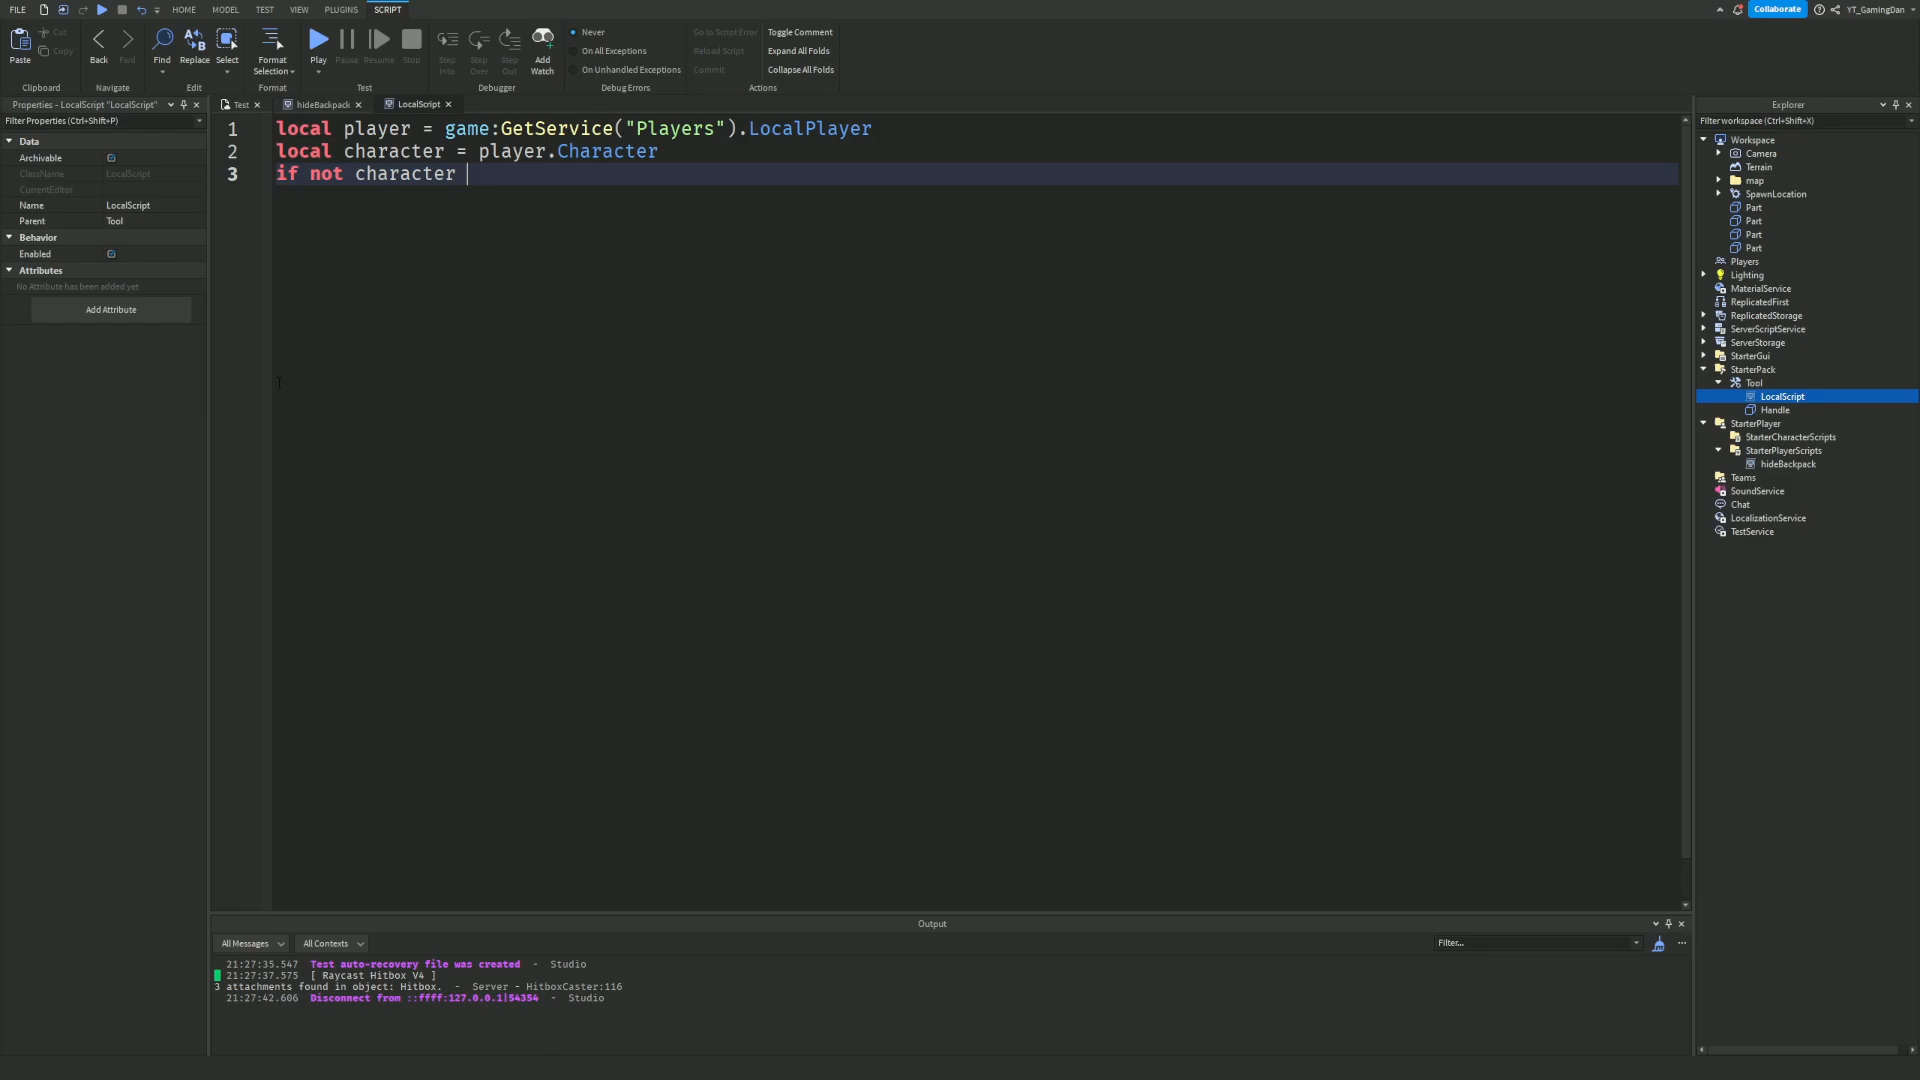 FILE HOME MODEL TEST VIEW PLUGINS SCRIPT Collaborate YT_GamingDan
Paste Cut Copy Back Fwd Find Replace Select Format Selection Play Pause Resume Stop Step Into Step Over Step Out Add Watch
Never
On All Exceptions
On Unhandled Exceptions
Go to Script Error
Reload Script
Commit
Toggle Comment
Expand All Folds
Collapse All Folds
Clipboard Navigate Edit Format Test Debugger Debug Errors Actions
Properties - LocalScript "LocalScript"
Filter Properties (Ctrl+Shift+P)
Data
Archivable
ClassName LocalScript
CurrentEditor
Name LocalScript
Parent Tool
Behavior
Enabled
Attributes
No Attribute has been added yet
Add Attribute
Test hideBackpack LocalScript
1 local player = game:GetService("Players").LocalPlayer
2 local character = player.Character
3 if not character
Output
All Messages All Contexts Filter...
21:27:35.547 Test auto-recovery file was created - Studio
21:27:37.575 [ Raycast Hitbox V4 ]
3 attachments found in object: Hitbox. - Server - HitboxCaster:116
21:27:42.606 Disconnect from ::ffff:127.0.0.1|54354 - Studio
Explorer
Filter workspace (Ctrl+Shift+X)
Workspace
Camera
Terrain
map
SpawnLocation
Part
Part
Part
Part
Players
Lighting
MaterialService
ReplicatedFirst
ReplicatedStorage
ServerScriptService
ServerStorage
StarterGui
StarterPack
Tool
LocalScript
Handle
StarterPlayer
StarterCharacterScripts
StarterPlayerScripts
hideBackpack
Teams
SoundService
Chat
LocalizationService
TestService